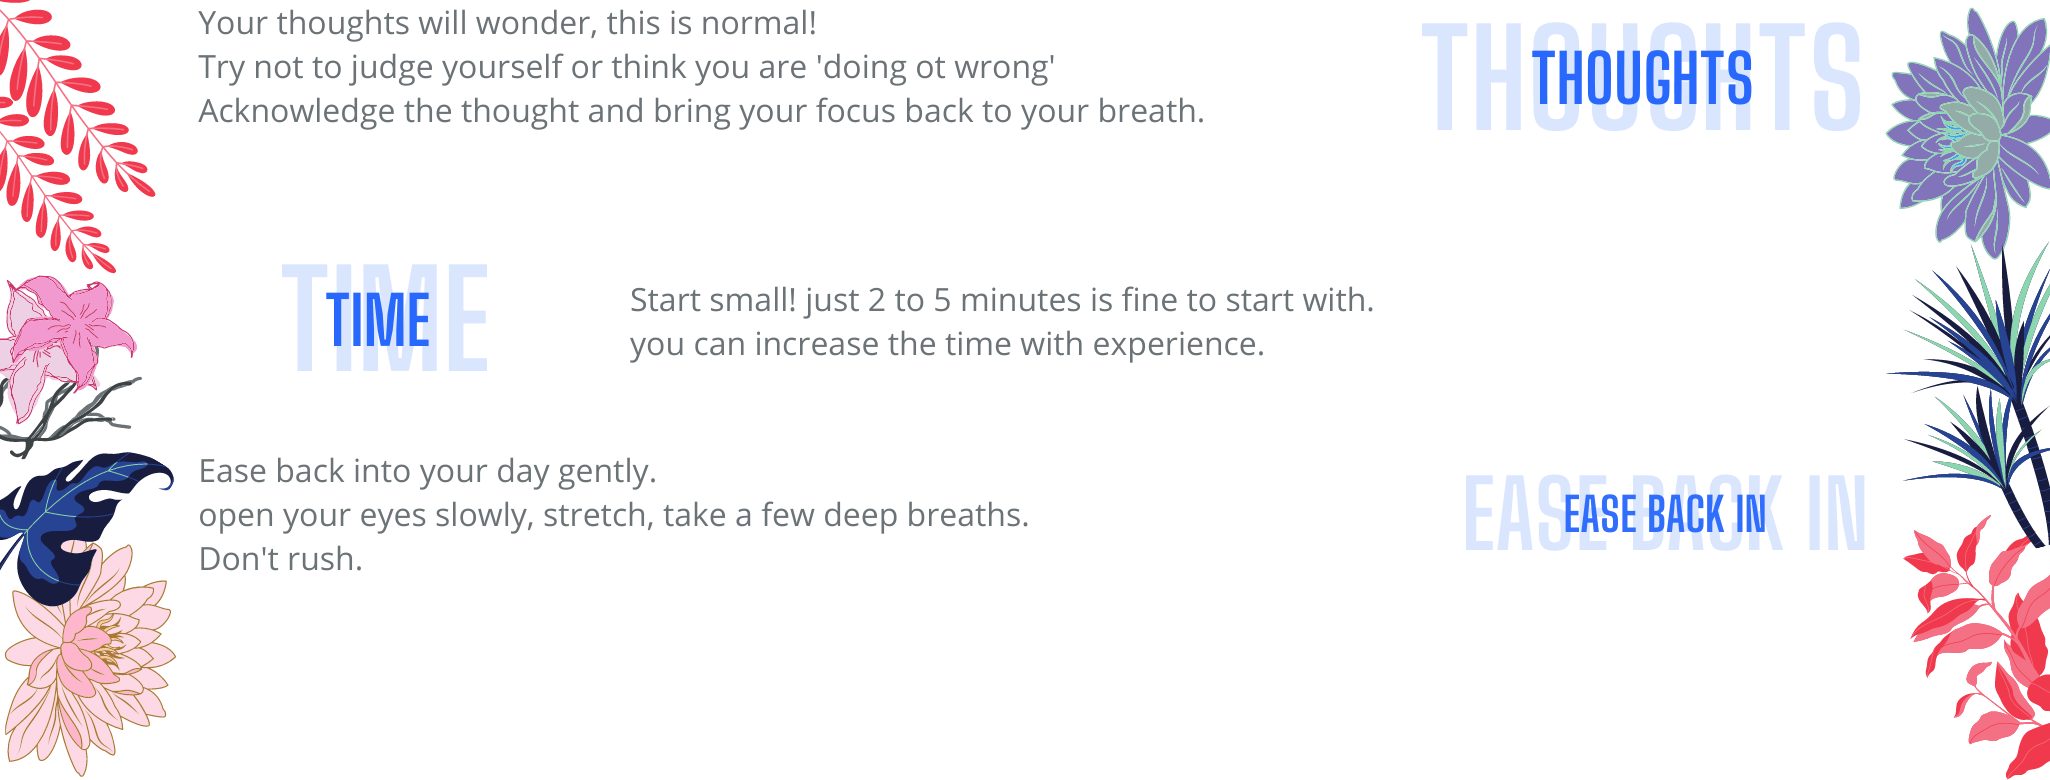 Your thoughts will wonder, this is normal!
Try not to judge yourself or think you are 'doing ot wrong'
Acknowledge the thought and bring your focus back to your breath.
THOUGHTS
THOUGHTS
TIME
TIME
Start small! just 2 to 5 minutes is fine to start with.
you can increase the time with experience.
Ease back into your day gently.
open your eyes slowly, stretch, take a few deep breaths.
Don't rush.
EASE BACK IN
EASE BACK IN